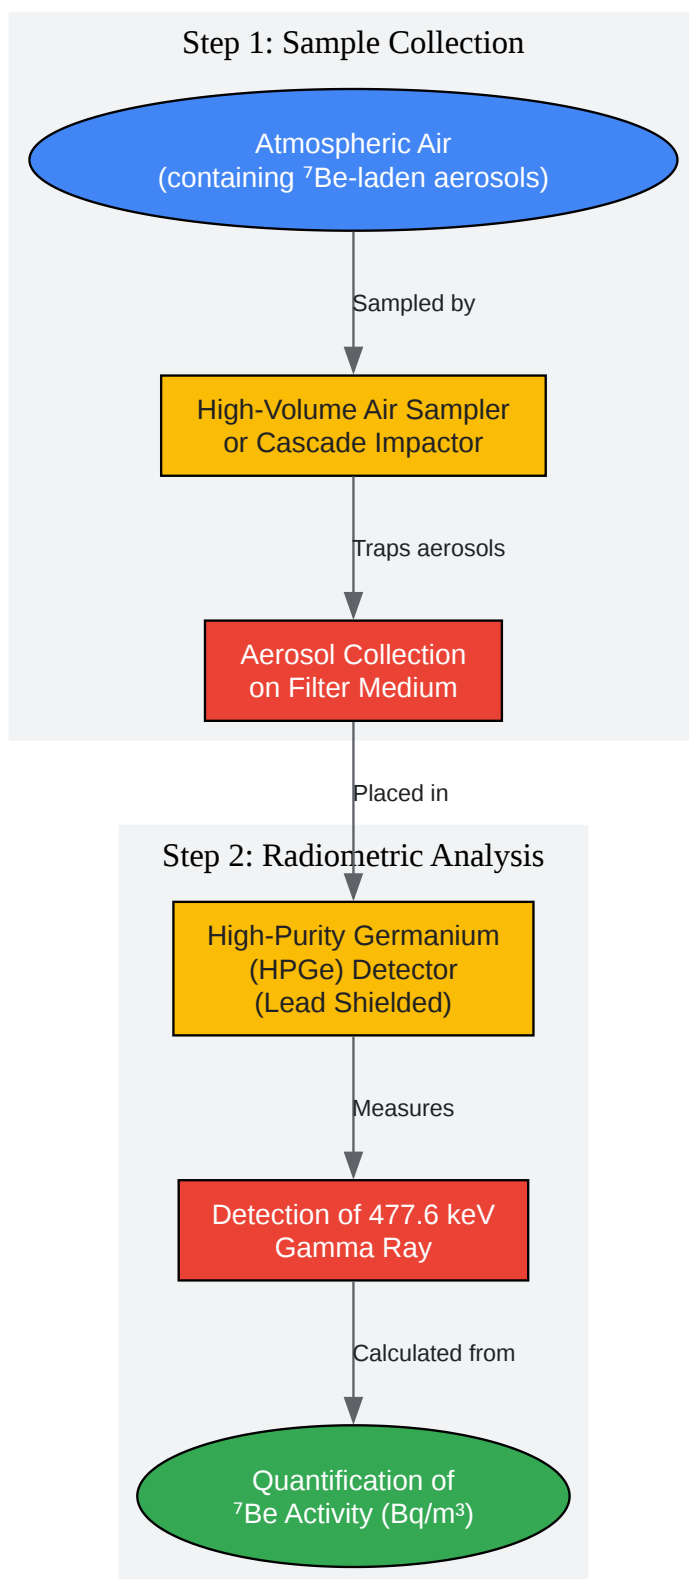 Step 1: Sample Collection
Atmospheric Air
(containing ⁷Be-laden aerosols)
Sampled by
High-Volume Air Sampler
or Cascade Impactor
Traps aerosols
Aerosol Collection
on Filter Medium
Placed in
Step 2: Radiometric Analysis
High-Purity Germanium
(HPGe) Detector
(Lead Shielded)
Measures
Detection of 477.6 keV
Gamma Ray
Calculated from
Quantification of
⁷Be Activity (Bq/m³)